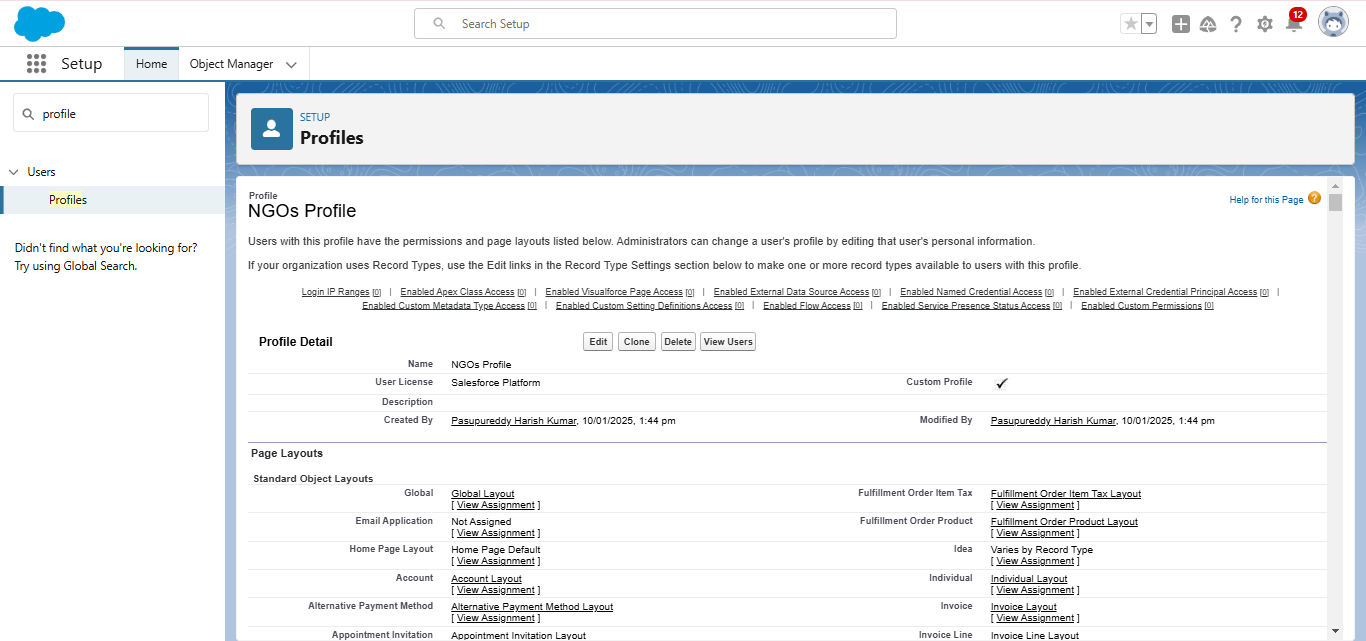 Search Setup
12
Setup
Home
Object Manager
profile
Users
Profiles
Didn't find what you're looking for?
Try using Global Search.
SETUP
Profiles
Profile
NGOs Profile
Help for this Page ?
Users with this profile have the permissions and page layouts listed below. Administrators can change a user's profile by editing that user's personal information.
If your organization uses Record Types, use the Edit links in the Record Type Settings section below to make one or more record types available to users with this profile.
Login IP Ranges [0] | Enabled Apex Class Access [0] | Enabled Visualforce Page Access [0] | Enabled External Data Source Access [0] | Enabled Named Credential Access [0] | Enabled External Credential Principal Access [0] |
Enabled Custom Metadata Type Access [0] | Enabled Custom Setting Definitions Access [0] | Enabled Flow Access [0] | Enabled Service Presence Status Access [0] | Enabled Custom Permissions [0]
Profile Detail Edit Clone Delete View Users
Name NGOs Profile
User License Salesforce Platform Custom Profile ✓
Description
Created By Pasupureddy Harish Kumar, 10/01/2025, 1:44 pm Modified By Pasupureddy Harish Kumar, 10/01/2025, 1:44 pm
Page Layouts
Standard Object Layouts
Global Global Layout Fulfillment Order Item Tax Fulfillment Order Item Tax Layout
[ View Assignment ] [ View Assignment ]
Email Application Not Assigned Fulfillment Order Product Fulfillment Order Product Layout
[ View Assignment ] [ View Assignment ]
Home Page Layout Home Page Default Idea Varies by Record Type
[ View Assignment ] [ View Assignment ]
Account Account Layout Individual Individual Layout
[ View Assignment ] [ View Assignment ]
Alternative Payment Method Alternative Payment Method Layout Invoice Invoice Layout
[ View Assignment ] [ View Assignment ]
Appointment Invitation Appointment Invitation Layout Invoice Line Invoice Line Layout